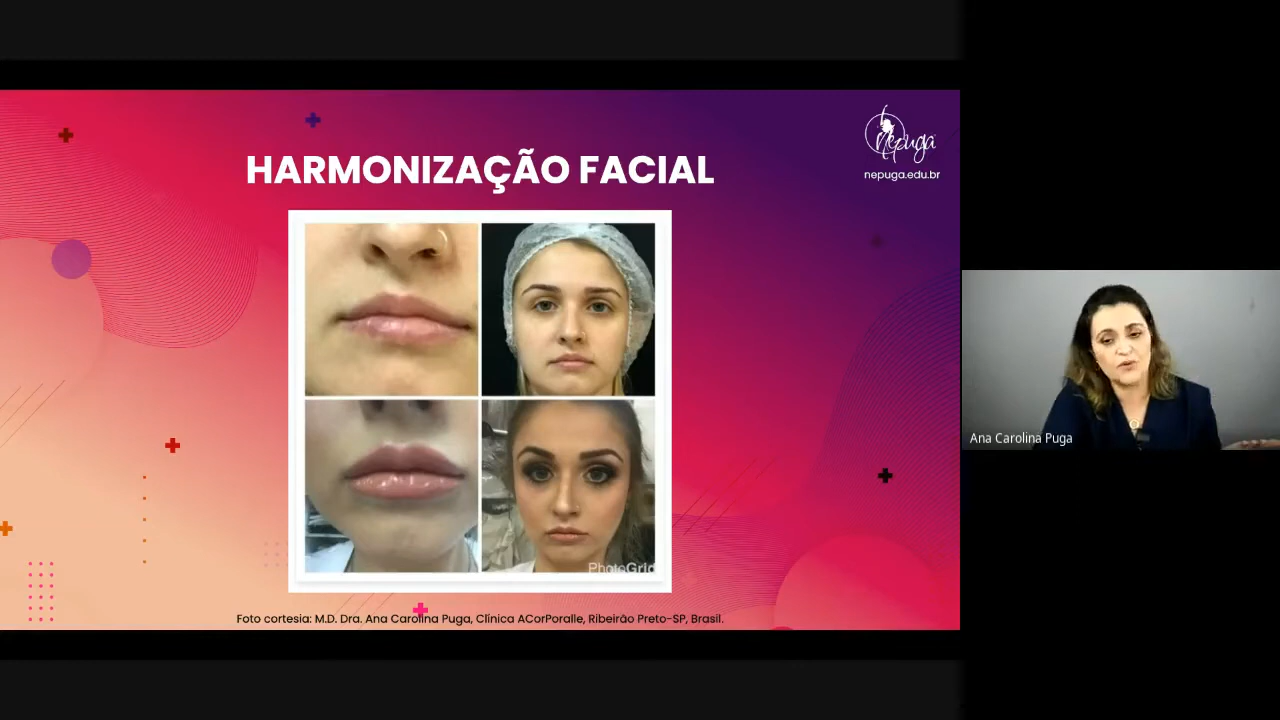 nepuga
nepuga.edu.br
HARMONIZAÇÃO FACIAL
PhotoGrid
Ana Carolina Puga
Foto cortesia: M.D. Dra. Ana Carolina Puga, Clínica ACorPoralle, Ribeirão Preto-SP, Brasil.